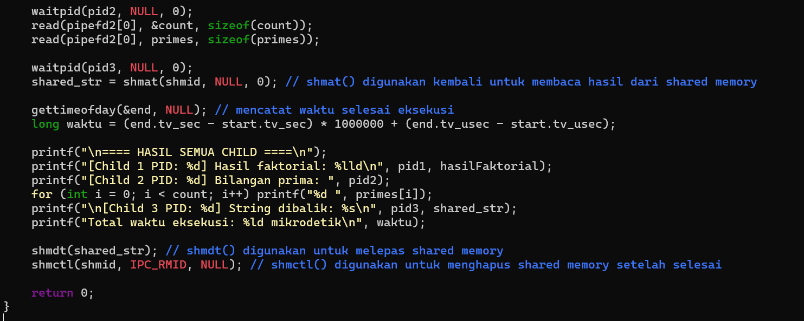 waitpid(pid2, NULL, 0);
read(pipefd2[0], &count, sizeof(count));
read(pipefd2[0], primes, sizeof(primes));
waitpid(pid3, NULL, 0);
shared_str = shmat(shmid, NULL, 0); // shmat() digunakan kembali untuk membaca hasil dari shared memory
gettimeofday(&end, NULL); // mencatat waktu selesai eksekusi
long waktu = (end.tv_sec - start.tv_sec) * 1000000 + (end.tv_usec - start.tv_usec);
printf("\n==== HASIL SEMUA CHILD ====\n");
printf("[Child 1 PID: %d] Hasil faktorial: %lld\n", pid1, hasilFaktorial);
printf("[Child 2 PID: %d] Bilangan prima: ", pid2);
for (int i = 0; i < count; i++) printf("%d ", primes[i]);
printf("\n[Child 3 PID: %d] String dibalik: %s\n", pid3, shared_str);
printf("Total waktu eksekusi: %ld mikrodetik\n", waktu);
shmdt(shared_str); // shmdt() digunakan untuk melepas shared memory
shmctl(shmid, IPC_RMID, NULL); // shmctl() digunakan untuk menghapus shared memory setelah selesai
return 0;
}